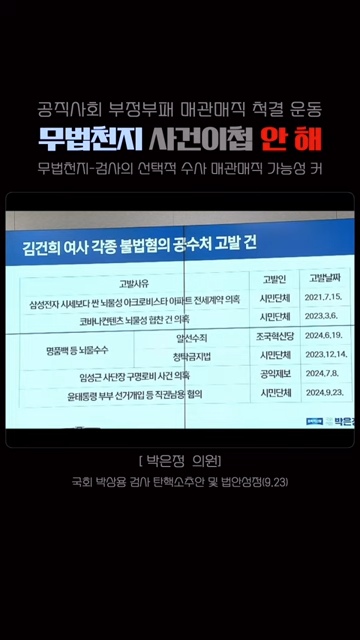 공직사회 부정부패 매관매직 척결 운동
무법천지 사건이첩 안 해
무법천지-검사의 선택적 수사 매관매직 가능성 커
김건희 여사 각종 불법혐의 공수처 고발 건
고발사유 고발인 고발날짜
삼성전자 시세보다 싼 뇌물성 아크로비스타 아파트 전세계약 의혹 시민단체 2021.7.15.
코바나컨텐츠 뇌물성 협찬 건 의혹 시민단체 2023.3.6.
명품백 등 뇌물수수 알선수죄 조국혁신당 2024.6.19.
청탁금지법 시민단체 2023.12.14.
임성근 사단장 구명로비 사건 의혹 공익제보 2024.7.8.
윤태통령 부부 선거개입 등 직권남용 혐의 시민단체 2024.9.23.
박은정
[ 박은정 의원]
국회 박상용 검사 탄핵소추안 및 법안상정(9.23)